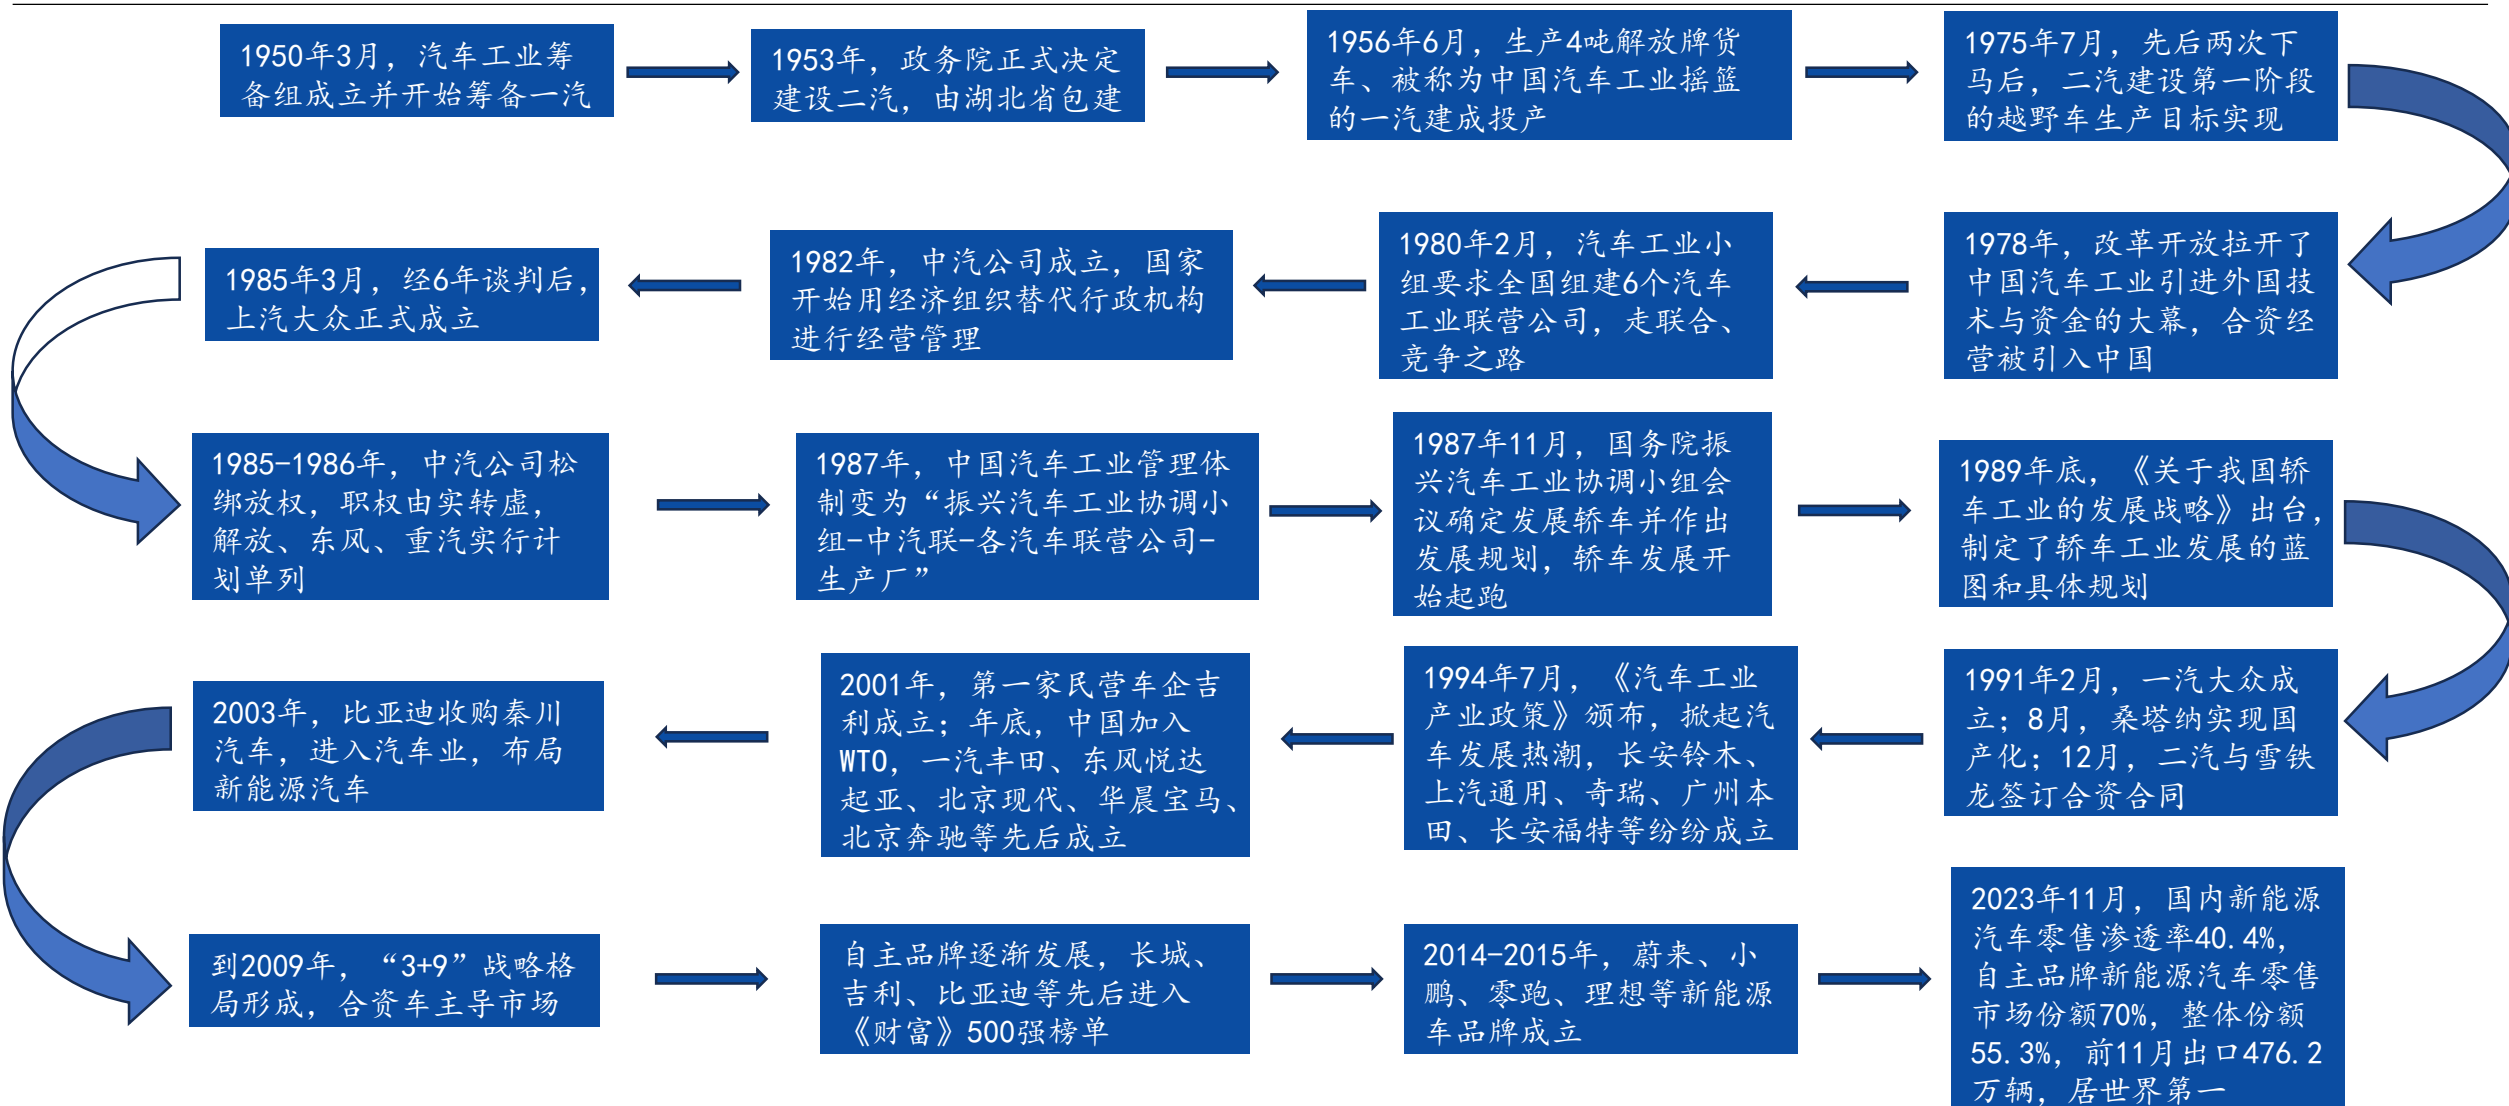 1950年3月，汽车工业筹
备组成立并开始筹备一汽
1953年，政务院正式决定
建设二汽，由湖北省包建
1956年6月，生产4吨解放牌货
车、被称为中国汽车工业摇篮
的一汽建成投产
1975年7月，先后两次下
马后，二汽建设第一阶段
的越野车生产目标实现
1978年，改革开放拉开了
中国汽车工业引进外国技
术与资金的大幕，合资经
营被引入中国
1980年2月，汽车工业小
组要求全国组建6个汽车
工业联营公司，走联合、
竞争之路
1982年，中汽公司成立，国家
开始用经济组织替代行政机构
进行经营管理
1985年3月，经6年谈判后，
上汽大众正式成立
1985-1986年，中汽公司松
绑放权，职权由实转虚，
解放、东风、重汽实行计
划单列
1987年，中国汽车工业管理体
制变为“振兴汽车工业协调小
组-中汽联-各汽车联营公司-
生产厂”
1987年11月，国务院振
兴汽车工业协调小组会
议确定发展轿车并作出
发展规划，轿车发展开
始起跑
1989年底，《关于我国轿
车工业的发展战略》出台，
制定了轿车工业发展的蓝
图和具体规划
1991年2月，一汽大众成
立；8月，桑塔纳实现国
产化；12月，二汽与雪铁
龙签订合资合同
1994年7月，《汽车工业
产业政策》颁布，掀起汽
车发展热潮，长安铃木、
上汽通用、奇瑞、广州本
田、长安福特等纷纷成立
2001年，第一家民营车企吉
利成立；年底，中国加入
WTO，一汽丰田、东风悦达
起亚、北京现代、华晨宝马、
北京奔驰等先后成立
2003年，比亚迪收购秦川
汽车，进入汽车业，布局
新能源汽车
到2009年，“3+9”战略格
局形成，合资车主导市场
自主品牌逐渐发展，长城、
吉利、比亚迪等先后进入
《财富》500强榜单
2014-2015年，蔚来、小
鹏、零跑、理想等新能源
车品牌成立
2023年11月，国内新能源
汽车零售渗透率40.4%，
自主品牌新能源汽车零售
市场份额70%，整体份额
55.3%，前11月出口476.2
万辆，居世界第一